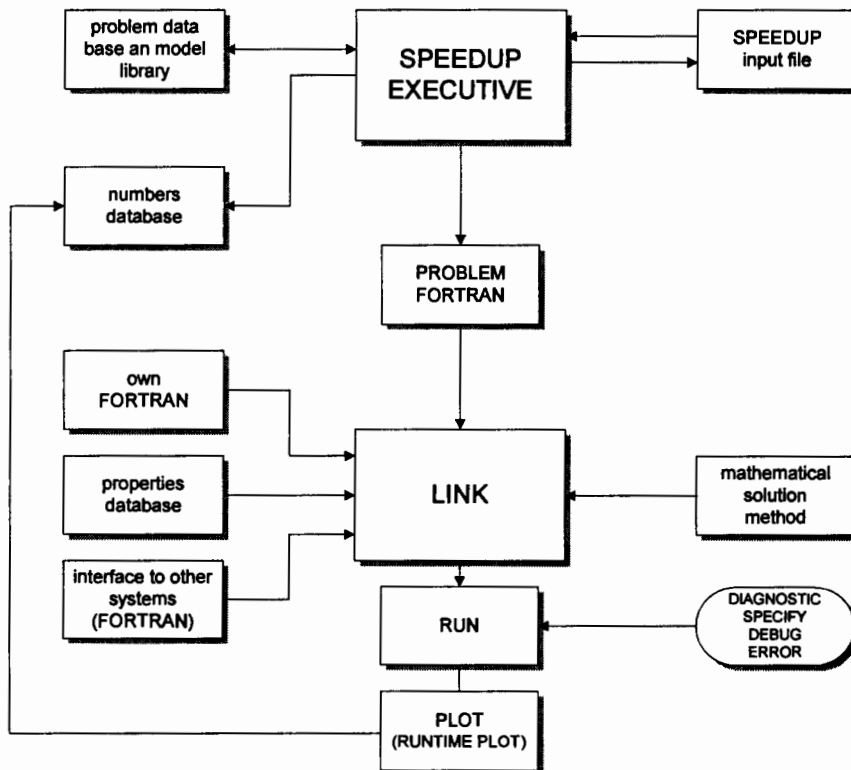 problem data
base an model
library
SPEEDUP
EXECUTIVE
SPEEDUP
input file
numbers
database
PROBLEM
FORTRAN
own
FORTRAN
properties
database
LINK
mathematical
solution
method
interface to other
systems
(FORTRAN)
RUN
DIAGNOSTIC
SPECIFY
DEBUG
ERROR
PLOT
(RUNTIME PLOT)